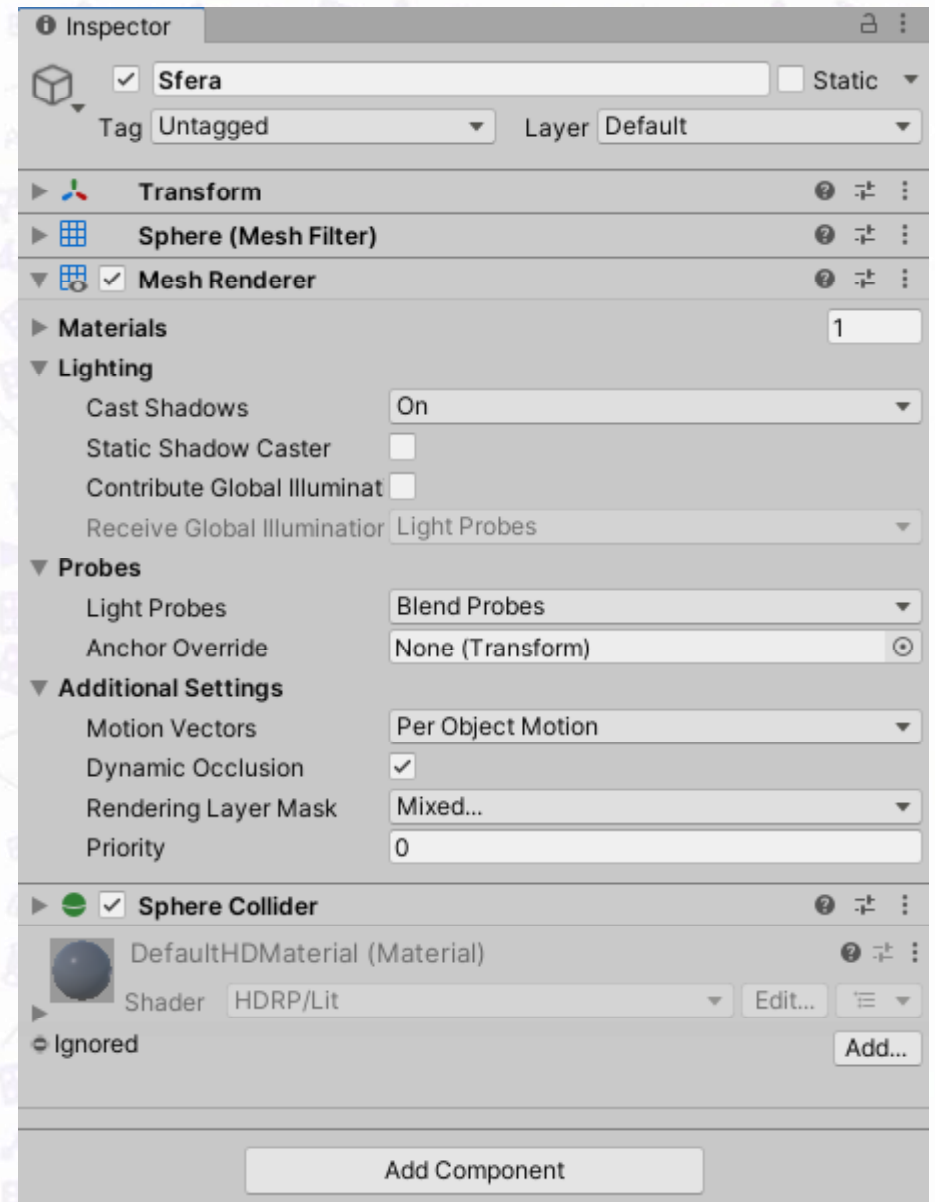 Inspector
Sfera Static
Tag Untagged Layer Default
Transform
Sphere (Mesh Filter)
Mesh Renderer
Materials 1
Lighting
Cast Shadows On
Static Shadow Caster
Contribute Global Illuminat
Receive Global Illumination Light Probes
Probes
Light Probes Blend Probes
Anchor Override None (Transform)
Additional Settings
Motion Vectors Per Object Motion
Dynamic Occlusion
Rendering Layer Mask Mixed...
Priority 0
Sphere Collider
DefaultHDMaterial (Material)
Shader HDRP/Lit Edit...
Ignored Add...
Add Component